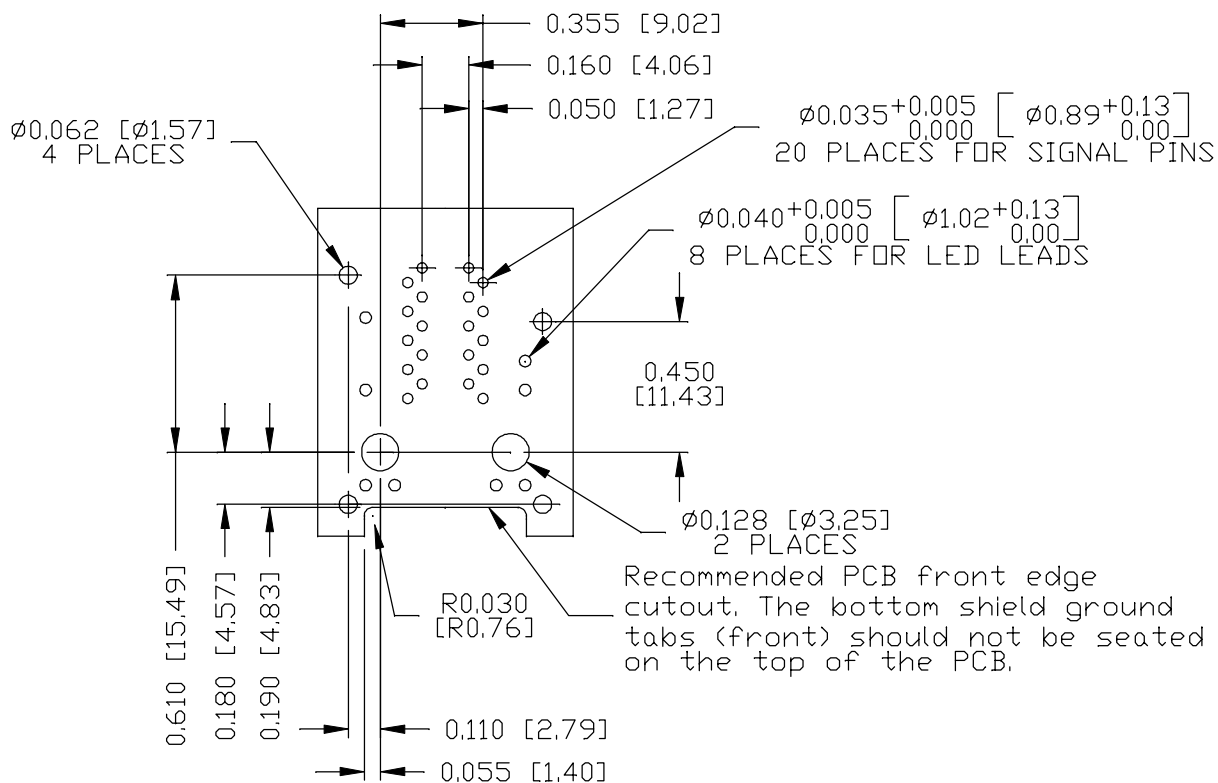 0.355 [9.02]
0.160 [4.06]
0.050 [1.27]
Ø0.062 [Ø1.57]
4 PLACES
Ø0.035+0.005 0.000 [Ø0.89+0.13 0.00]
20 PLACES FOR SIGNAL PINS
Ø0.040+0.005 0.000 [Ø1.02+0.13 0.00]
8 PLACES FOR LED LEADS
0.450
[11.43]
Ø0.128 [Ø3.25]
2 PLACES
Recommended PCB front edge
cutout. The bottom shield ground
tabs (front) should not be seated
on the top of the PCB.
R0.030
[R0.76]
0.610 [15.49]
0.180 [4.57]
0.190 [4.83]
0.110 [2.79]
0.055 [1.40]